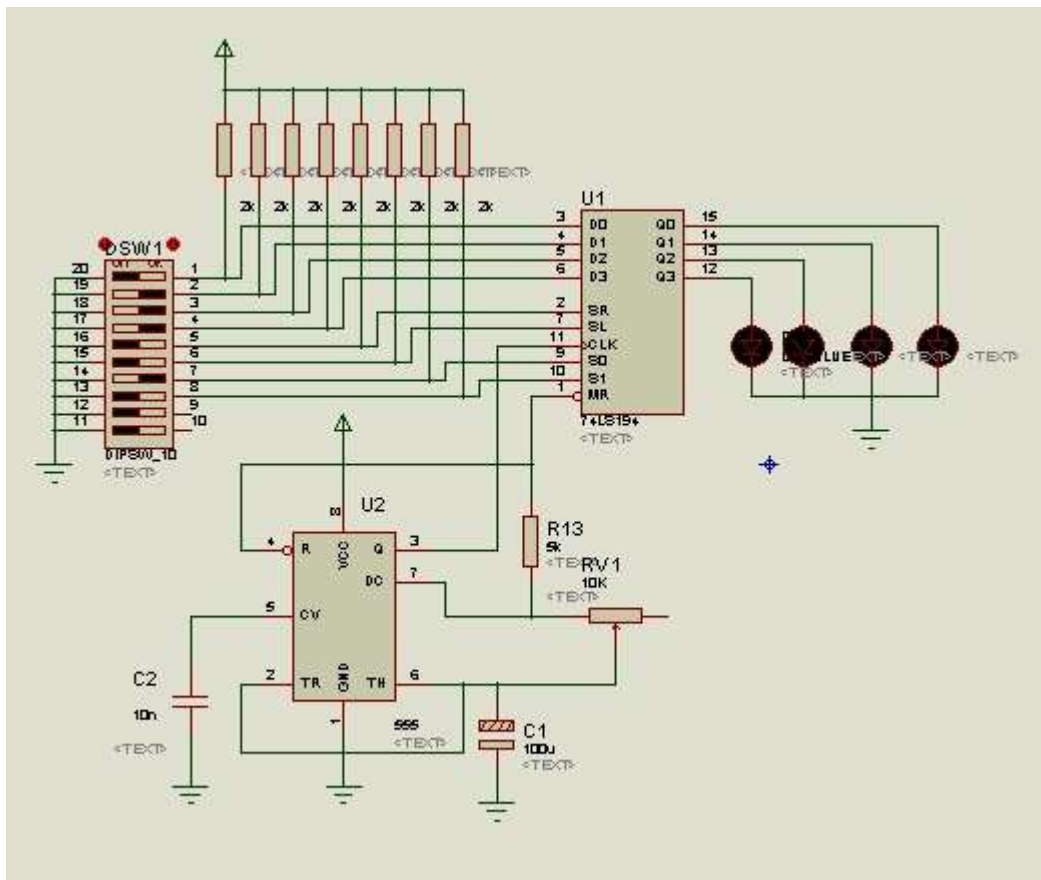 2k 2k 2k 2k 2k 2k 2k 2k
U1
3 D0 Q0 15
4 D1 Q1 14
5 D2 Q2 13
6 D3 Q3 12
2 SR
7 SL
11 CLK
9 S0
10 S1
1 MR
74LS194
<TEXT>
DSW1
20 1
19 2
18 3
17 4
16 5
15 6
14 7
13 8
12 9
11 10
DIPSW_10
<TEXT>
<TEXT>
<TEXT>
<TEXT>
U2
8 VCC
4 R Q 3
DC 7
5 CV
2 TR GND TH 6
1
555
<TEXT>
R13
5k
<TEXT>
RV1
10K
<TEXT>
C2
10n
<TEXT>
C1
100u
<TEXT>